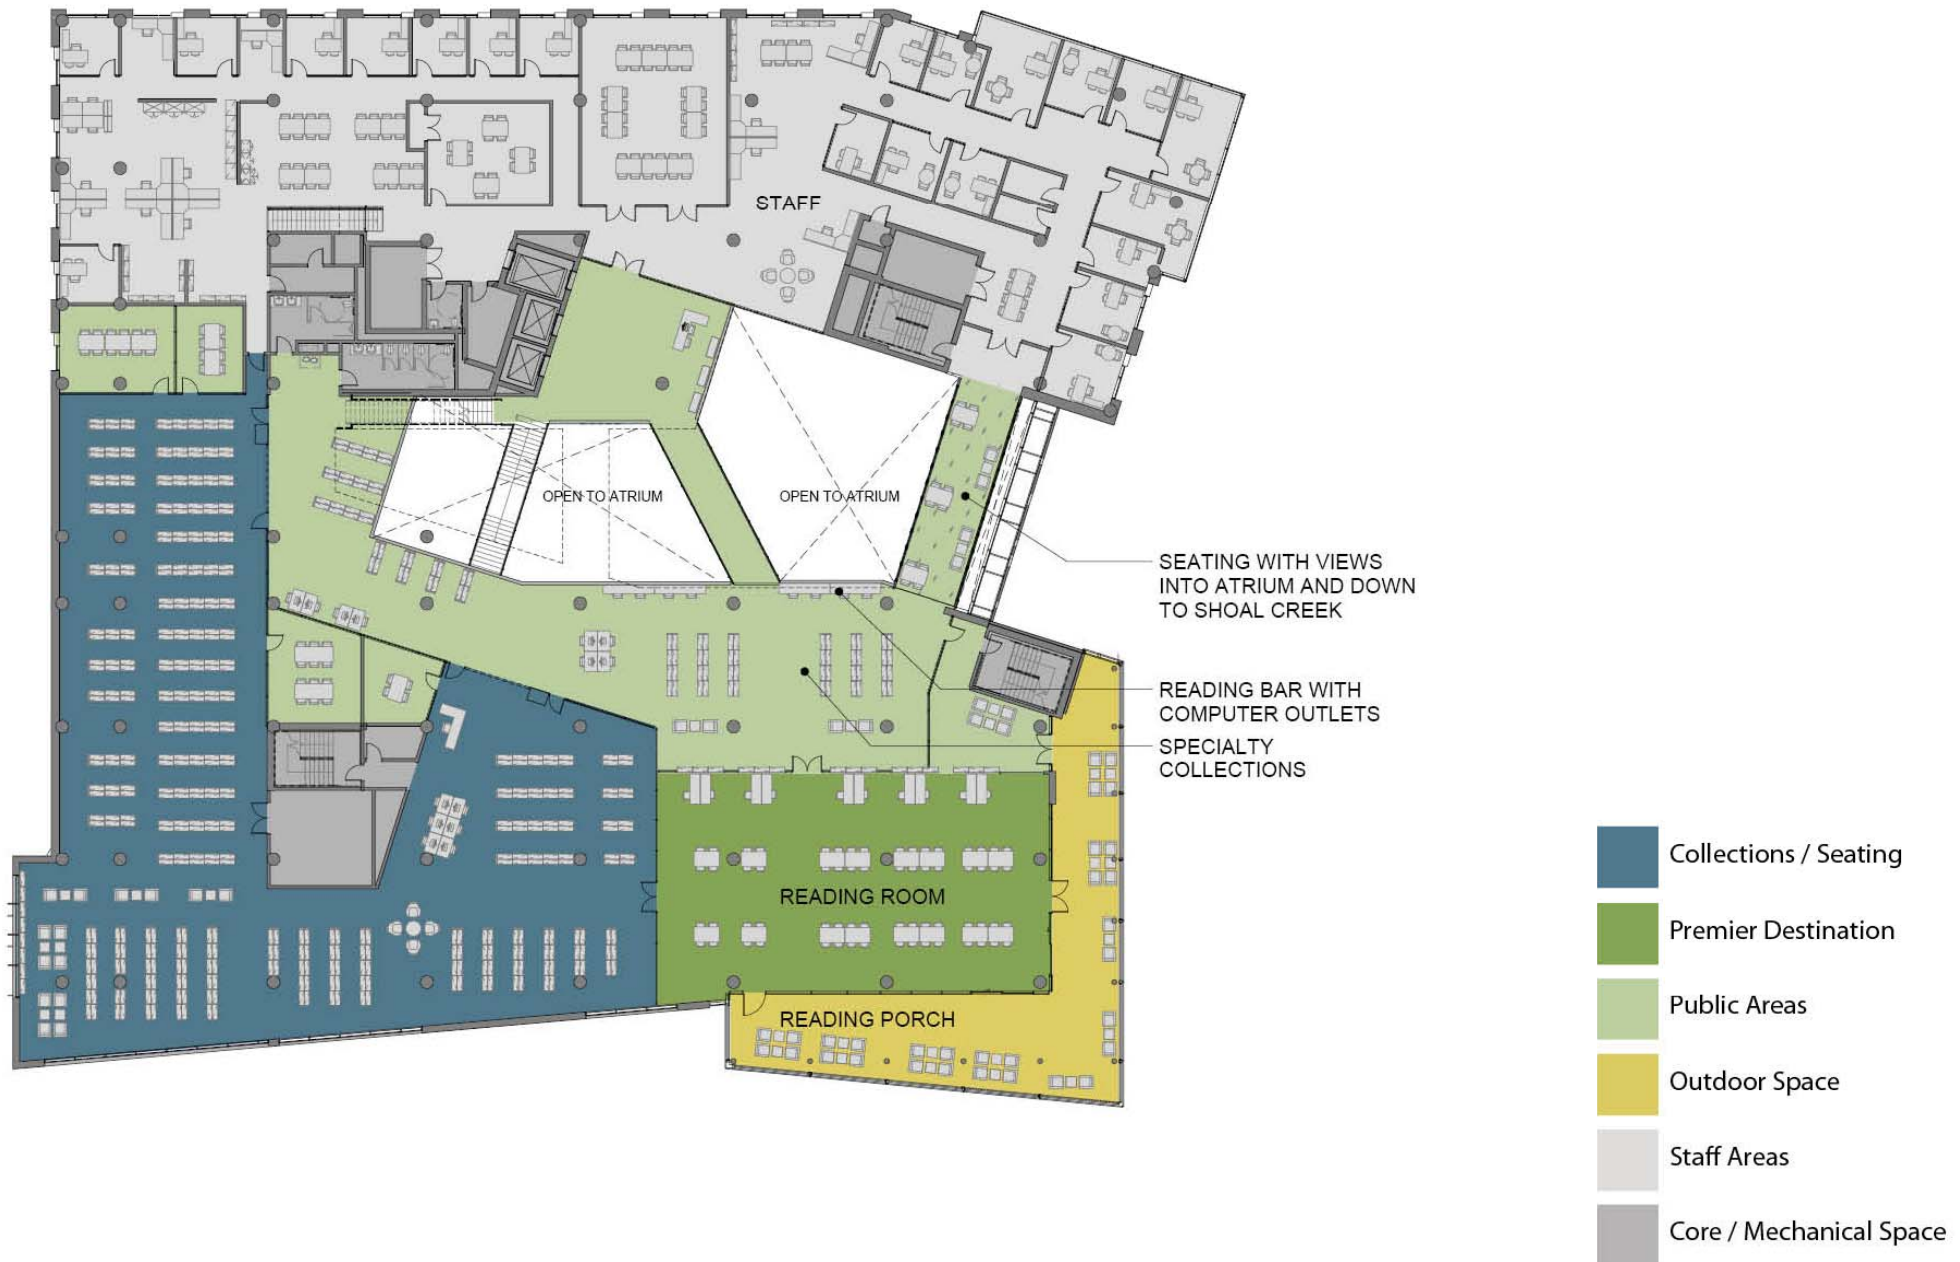 STAFF
OPEN TO ATRIUM
OPEN TO ATRIUM
SEATING WITH VIEWS
INTO ATRIUM AND DOWN
TO SHOAL CREEK
READING BAR WITH
COMPUTER OUTLETS
SPECIALTY
COLLECTIONS
READING ROOM
READING PORCH
Collections / Seating
Premier Destination
Public Areas
Outdoor Space
Staff Areas
Core / Mechanical Space